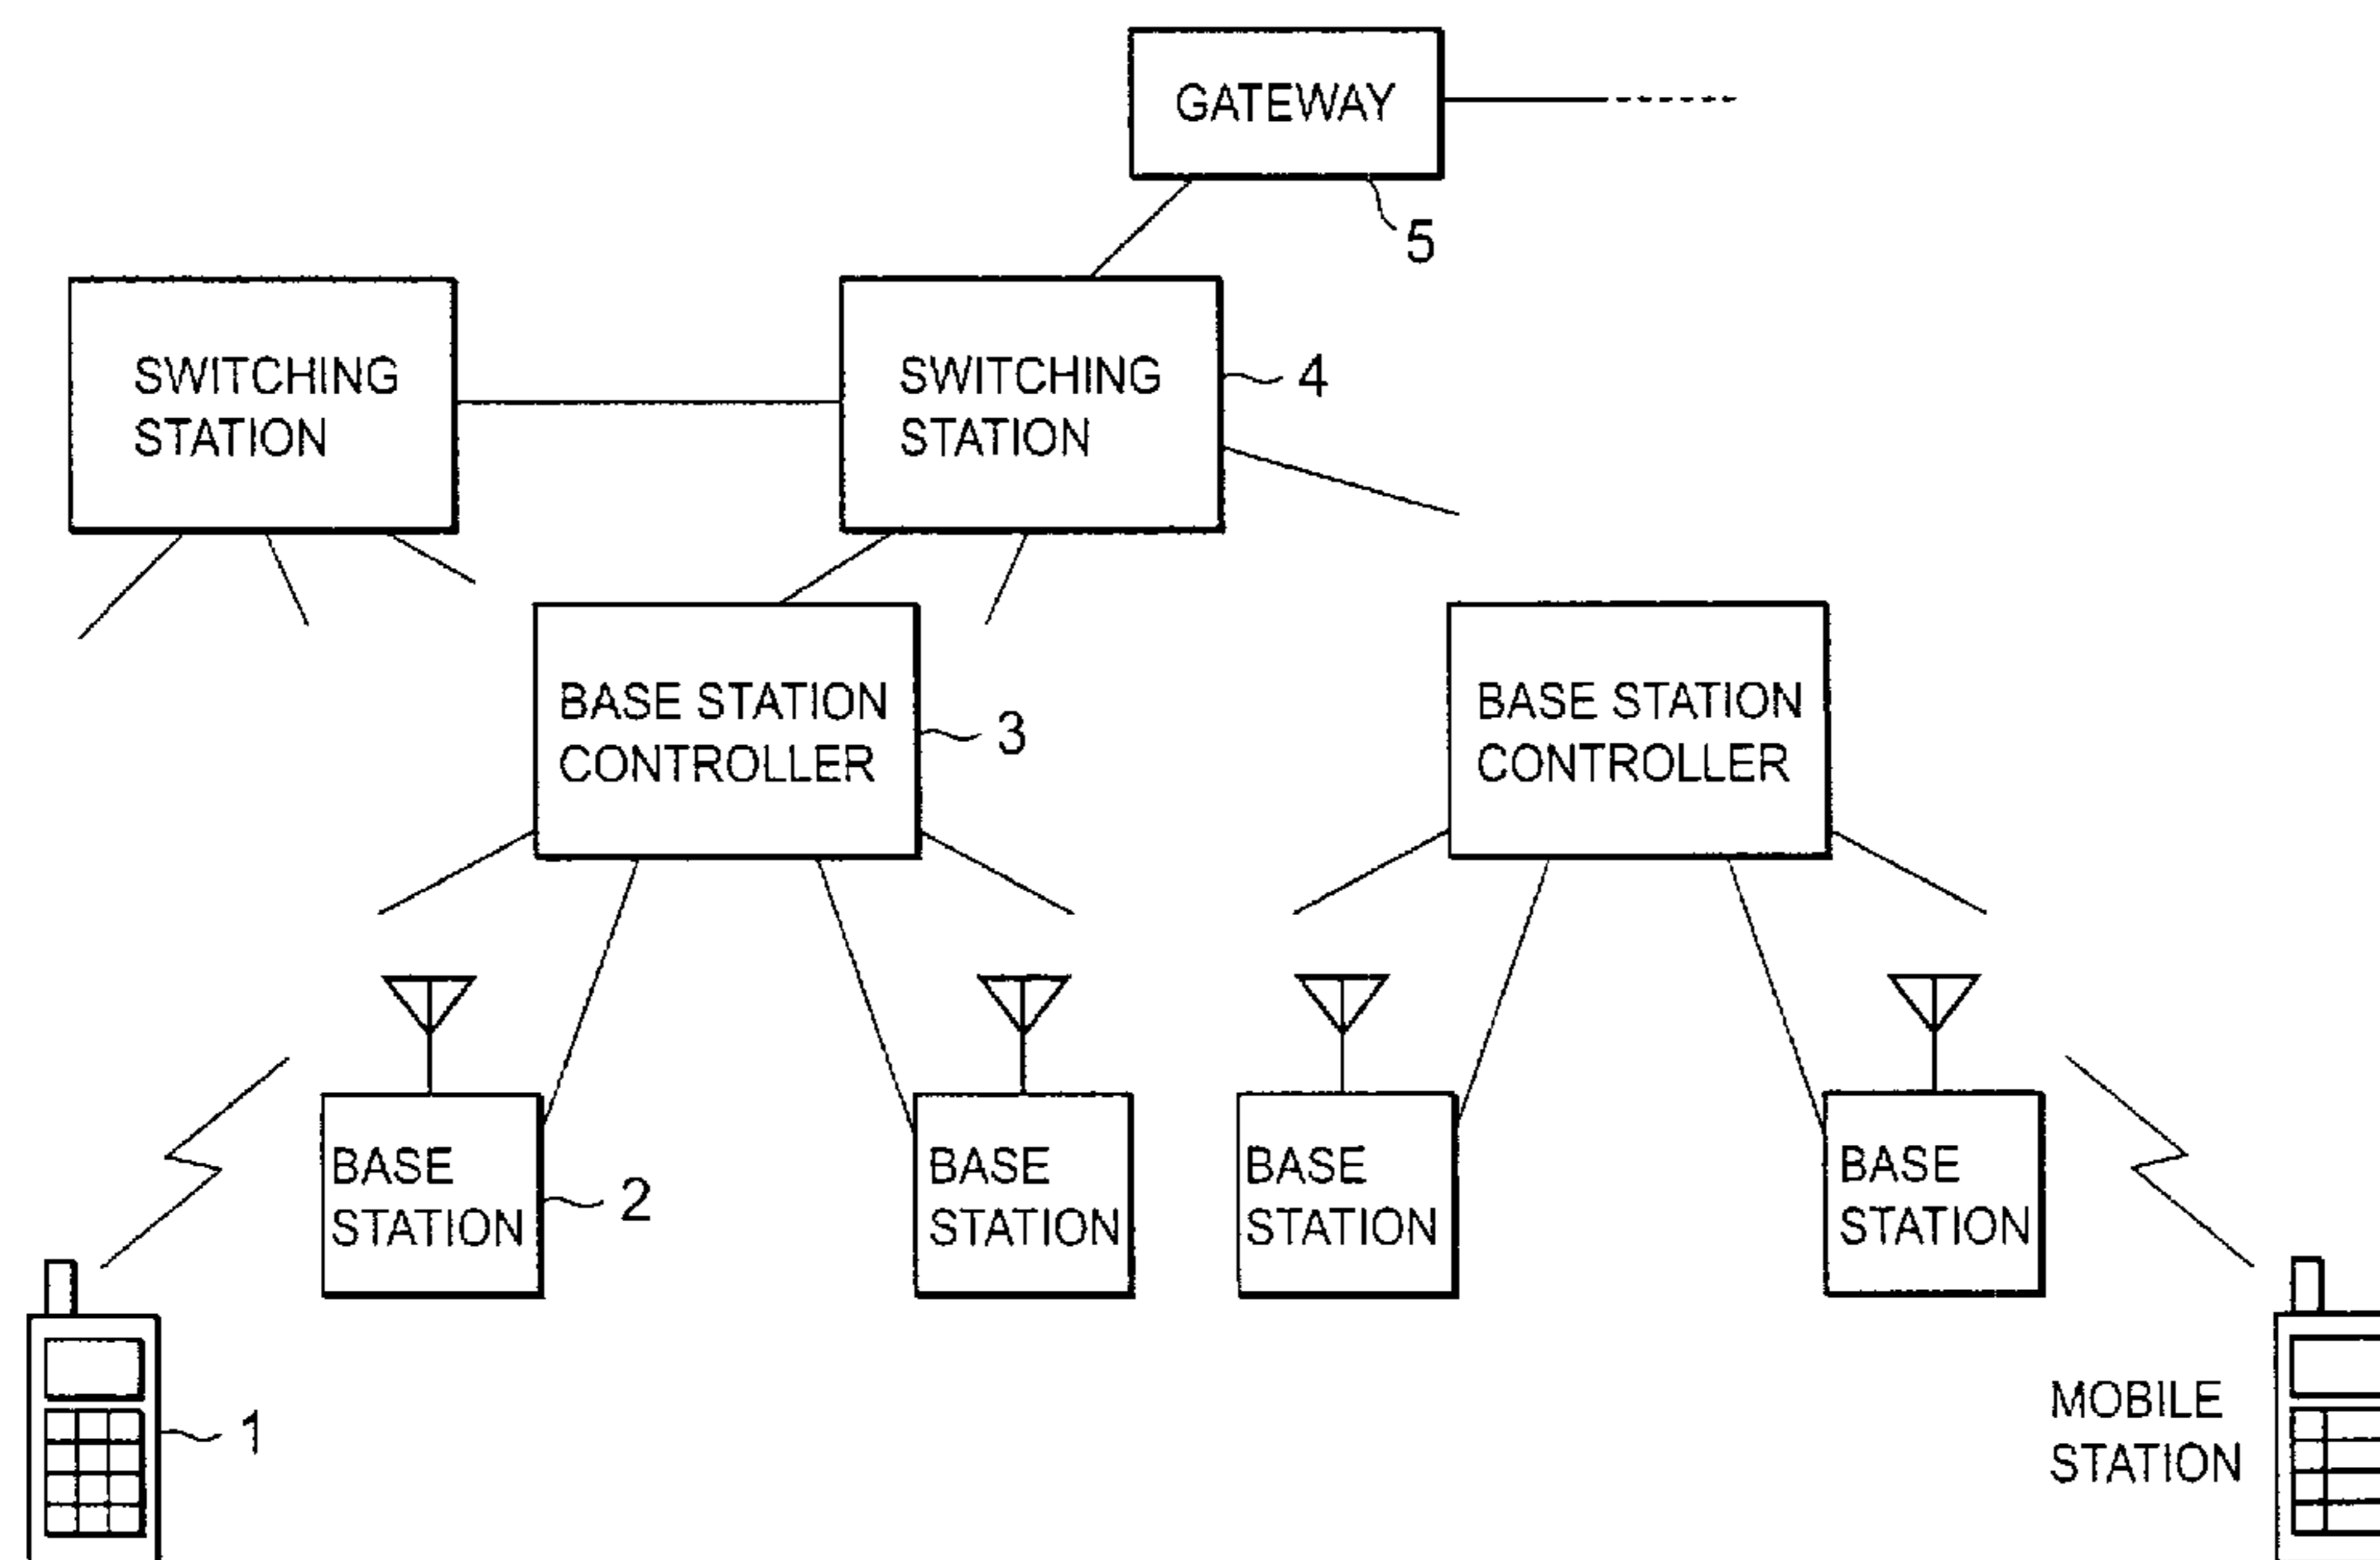 GATEWAY
5
SWITCHING
STATION
SWITCHING
STATION
4
BASE STATION
CONTROLLER
3
BASE STATION
CONTROLLER
BASE
STATION
2
BASE
STATION
BASE
STATION
BASE
STATION
1
MOBILE
STATION